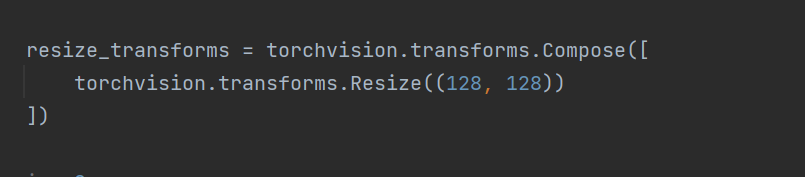 resize_transforms = torchvision.transforms.Compose([
    torchvision.transforms.Resize((128, 128))
])